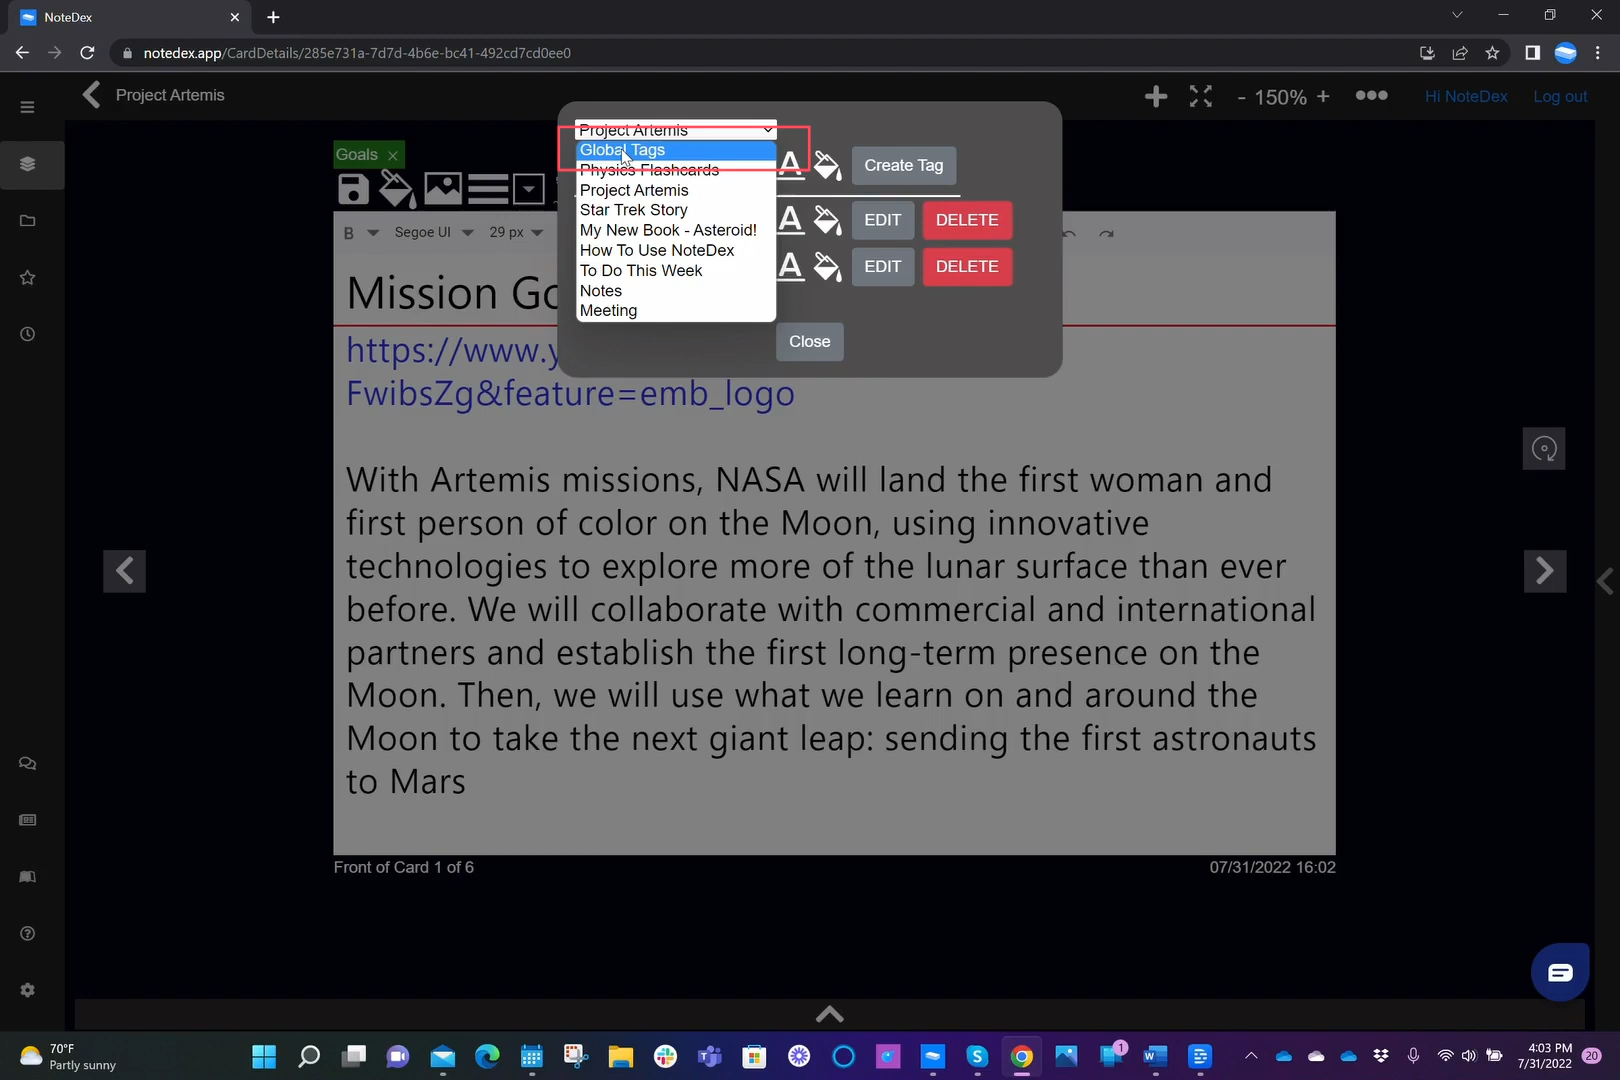 NoteDex
notedex.app/CardDetails/285e731a-7d7d-4b6e-bc41-492cd7cd0ee0
Project Artemis
- 150% +
Hi NoteDex
Log out
Project Artemis
Global Tags
Physics Flashcards
Project Artemis
Star Trek Story
My New Book - Asteroid!
How To Use NoteDex
To Do This Week
Notes
Meeting
Create Tag
EDIT DELETE
EDIT DELETE
Close
Goals
B Segoe UI 29 px
Mission
https://www.
FwibsZg&feature=emb_logo
With Artemis missions, NASA will land the first woman and
first person of color on the Moon, using innovative
technologies to explore more of the lunar surface than ever
before. We will collaborate with commercial and international
partners and establish the first long-term presence on the
Moon. Then, we will use what we learn on and around the
Moon to take the next giant leap: sending the first astronauts
to Mars
Front of Card 1 of 6
07/31/2022 16:02
70°F
Partly sunny
1
4:03 PM
7/31/2022
20